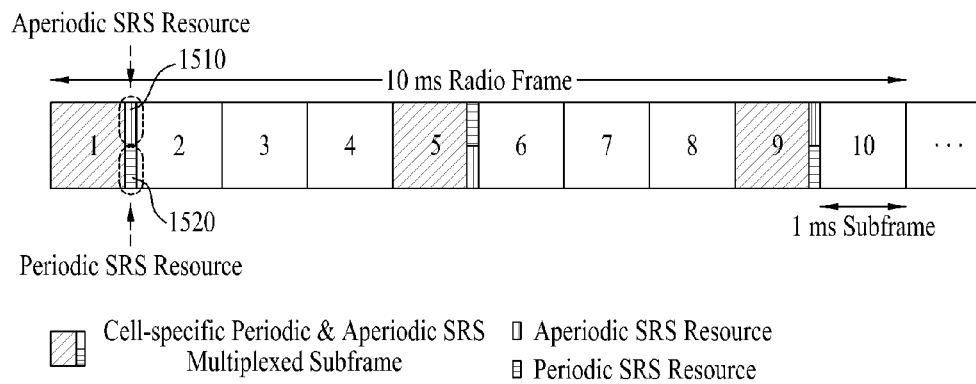 Aperiodic SRS Resource
1510
10 ms Radio Frame
1 2 3 4 5 6 7 8 9 10 ···
1520
1 ms Subframe
Periodic SRS Resource
Cell-specific Periodic & Aperiodic SRS
Multiplexed Subframe
Aperiodic SRS Resource
Periodic SRS Resource